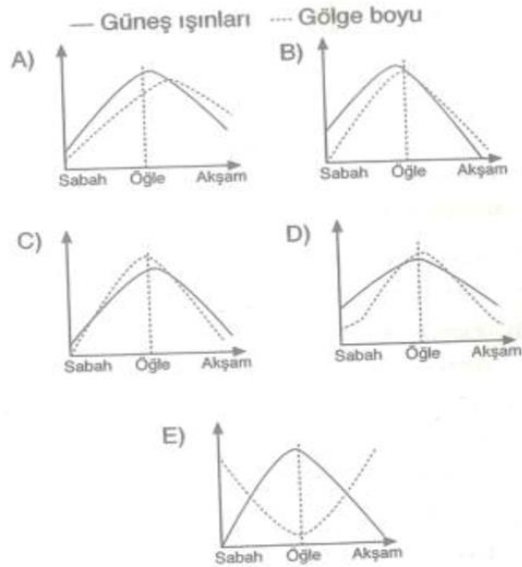 — Güneş ışınları ---- Gölge boyu
A)
B)
Sabah Öğle Akşam
Sabah Öğle Akşam
C)
D)
Sabah Öğle Akşam
Sabah Öğle Akşam
E)
Sabah Öğle Akşam